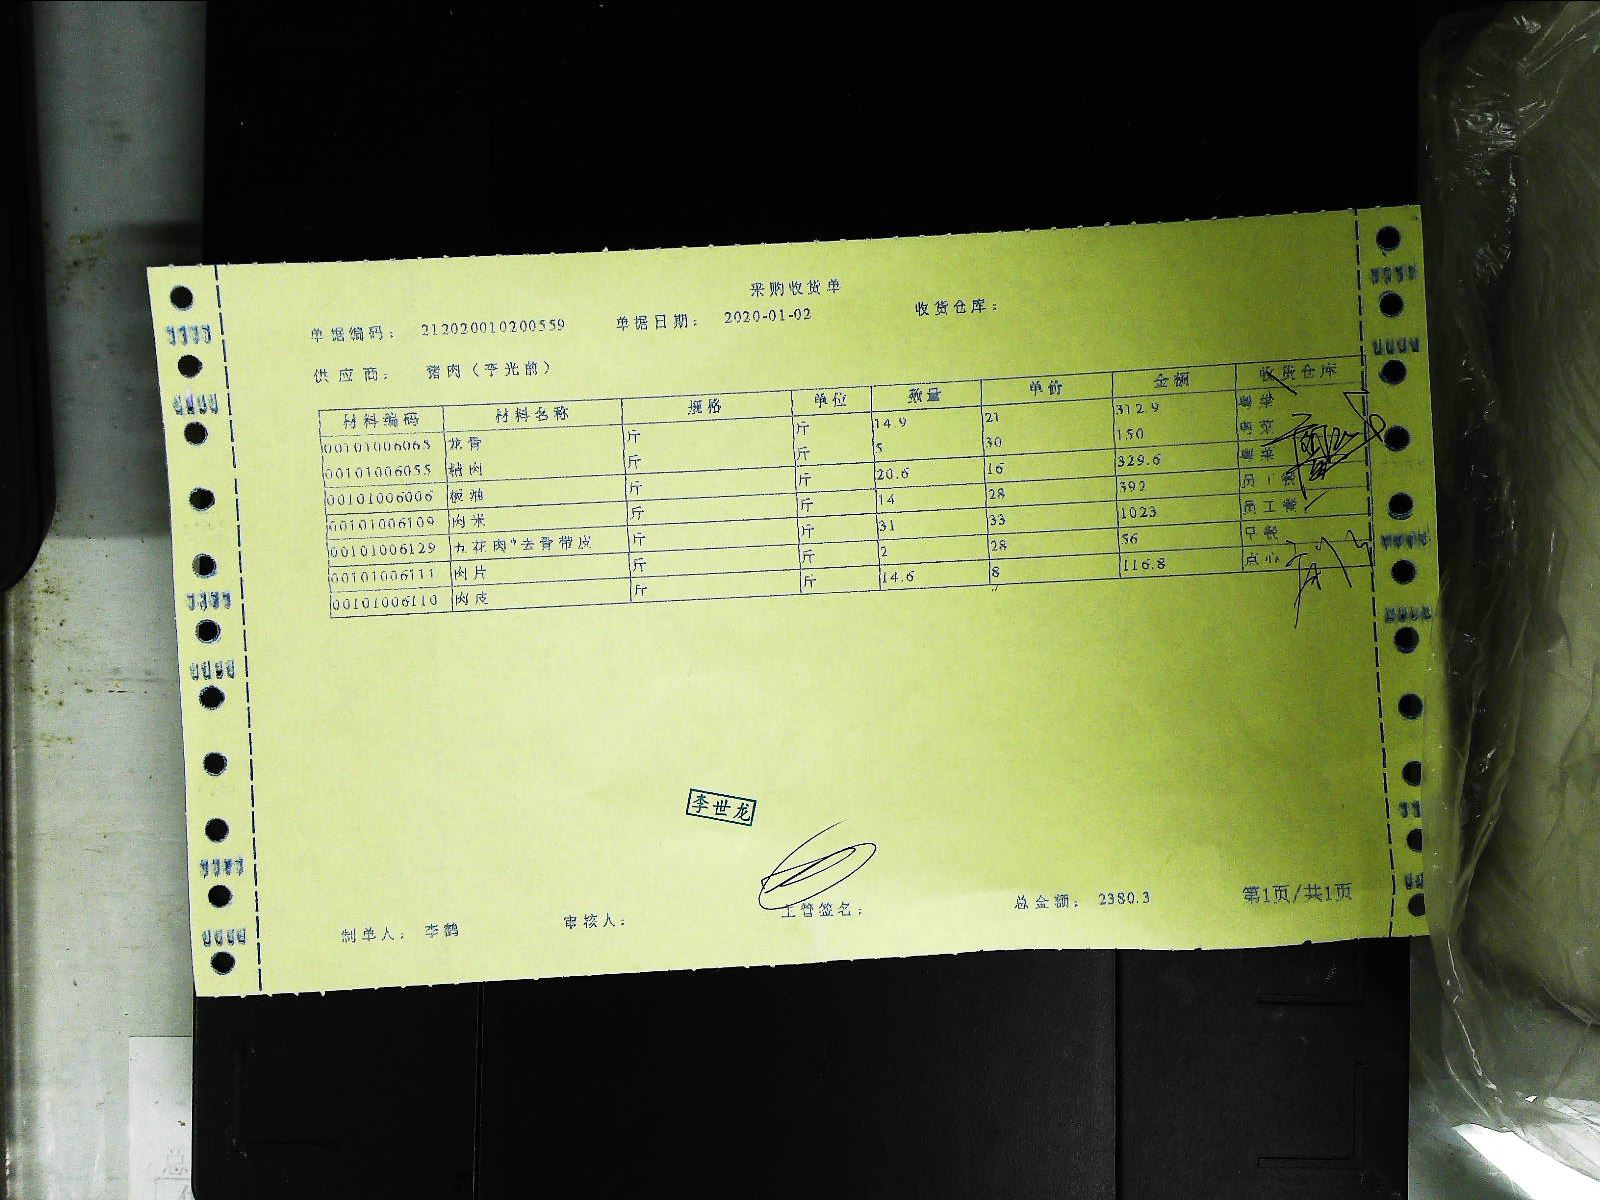 采购收货单
单据编码: 212020010200559 单据日期: 2020-01-02 收货仓库:
供应商: 猪肉(李光前)
材料编码 材料名称 规格 单位 数量 单价 金额 收货仓库
00101006065 龙骨 斤 斤 14.9 21 312.9 粤菜
00101006055 精肉 斤 斤 5 30 150 粤菜
00101006006 板油 斤 斤 20.6 16 329.6 粤菜
00101006109 肉米 斤 斤 14 28 392 员工餐
00101006129 五花肉*去骨带皮 斤 斤 31 33 1023 员工餐
00101006111 肉片 斤 斤 2 28 56 中餐
00101006110 肉皮 斤 斤 14.6 8 116.8 点心
李世龙
制单人: 李鹤 审核人: 主管签名: 总金额: 2380.3 第1页/共1页